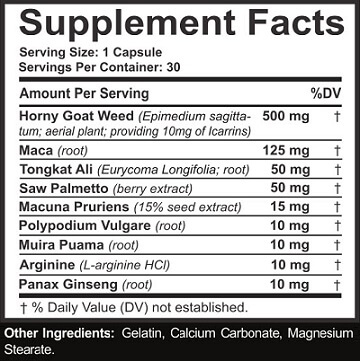 Supplement Facts
Serving Size: 1 Capsule
Servings Per Container: 30
Amount Per Serving %DV
Horny Goat Weed (Epimedium sagitta- 500 mg †
tum; aerial plant; providing 10mg of Icarrins)
Maca (root) 125 mg †
Tongkat Ali (Eurycoma Longifolia; root) 50 mg †
Saw Palmetto (berry extract) 50 mg †
Macuna Pruriens (15% seed extract) 15 mg †
Polypodium Vulgare (root) 10 mg †
Muira Puama (root) 10 mg †
Arginine (L-arginine HCl) 10 mg †
Panax Ginseng (root) 10 mg †
† % Daily Value (DV) not established.
Other Ingredients: Gelatin, Calcium Carbonate, Magnesium
Stearate.